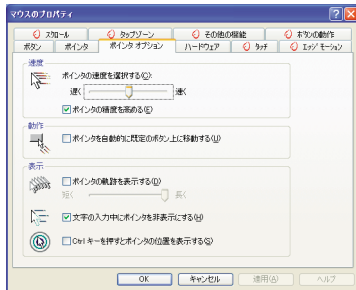 マウスのプロパティ
スクロール タップゾーン その他の機能 ボタンの動作
ボタン ポインタ ポインタ オプション ハードウェア タッチ エッジ モーション
速度
ポインタの速度を選択する(C):
遅く 速く
ポインタの精度を高める(E)
動作
ポインタを自動的に既定のボタン上に移動する(U)
表示
ポインタの軌跡を表示する(D)
短く 長く
文字の入力中にポインタを非表示にする(H)
Ctrl キーを押すとポインタの位置を表示する(S)
OK キャンセル 適用(A) ヘルプ